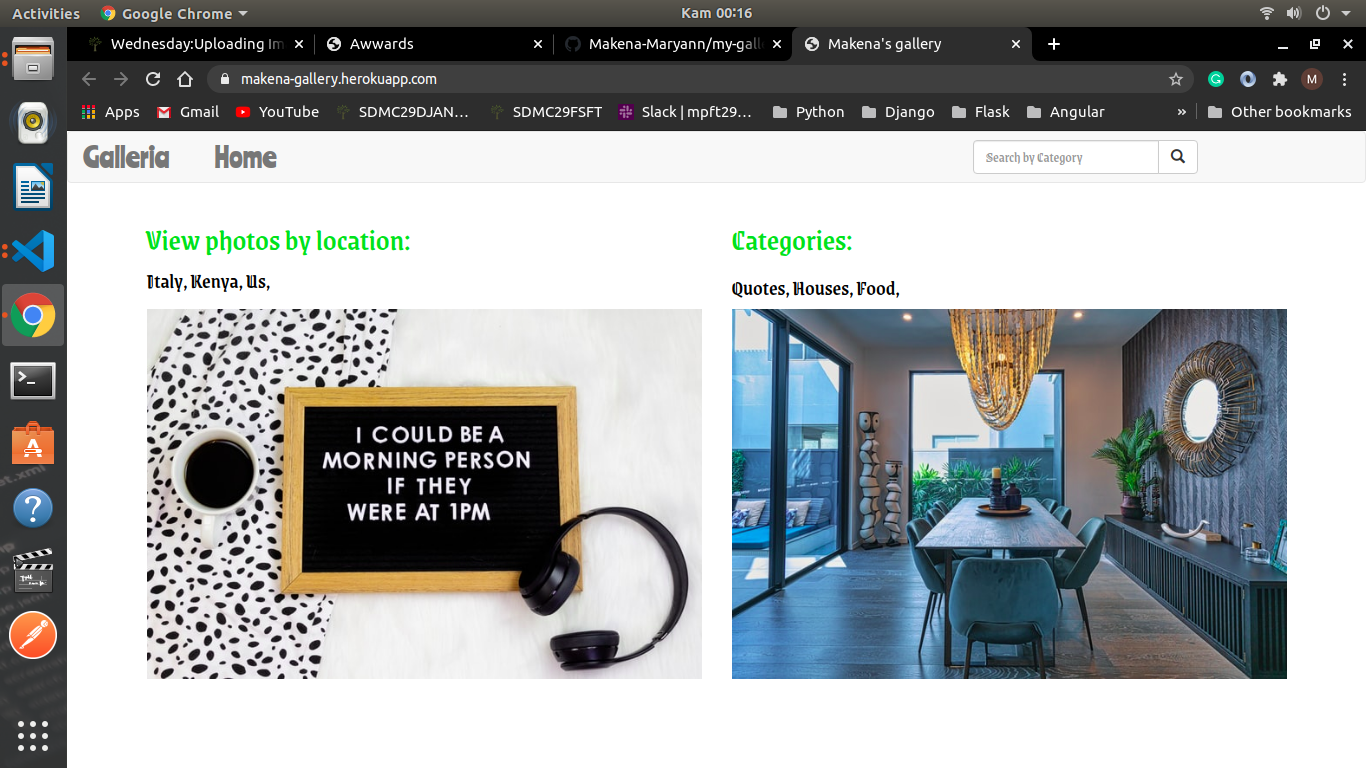 Activities
Google Chrome
Kam 00:16
Wednesday:Uploading Im
Awwards
Makena-Maryann/my-gall
Makena's gallery
makena-gallery.herokuapp.com
M
Apps
Gmail
YouTube
SDMC29DJAN...
SDMC29FSFT
Slack | mpft29...
Python
Django
Flask
Angular
»
Other bookmarks
Galleria
Home
Search by Category
View photos by location:
Italy, Kenya, Us,
I COULD BE A
MORNING PERSON
IF THEY
WERE AT 1PM
Categories:
Quotes, Houses, Food,